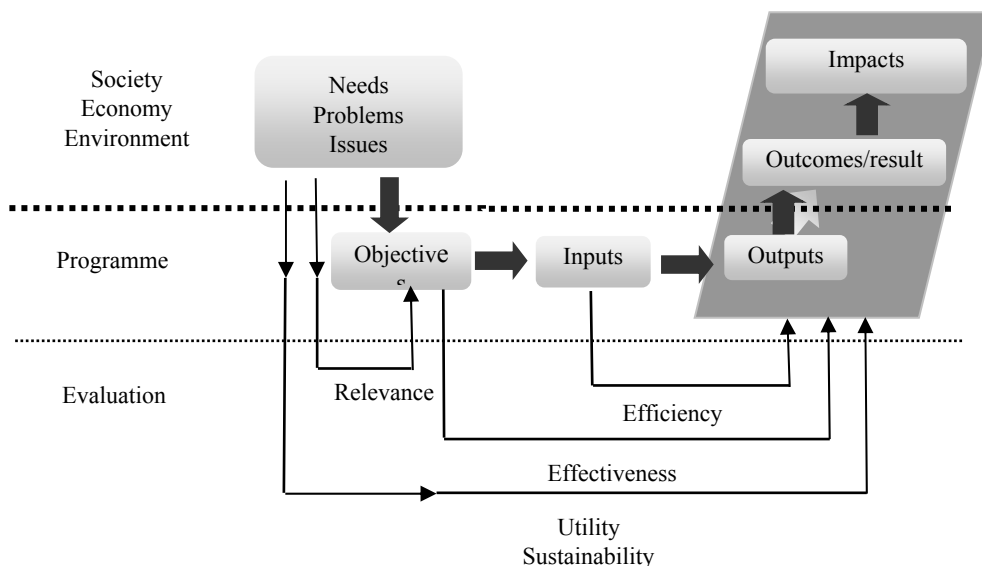 Society
Economy
Environment
Needs
Problems
Issues
Impacts
Outcomes/result
Programme
Objective
s
Inputs
Outputs
Evaluation
Relevance
Efficiency
Effectiveness
Utility
Sustainability